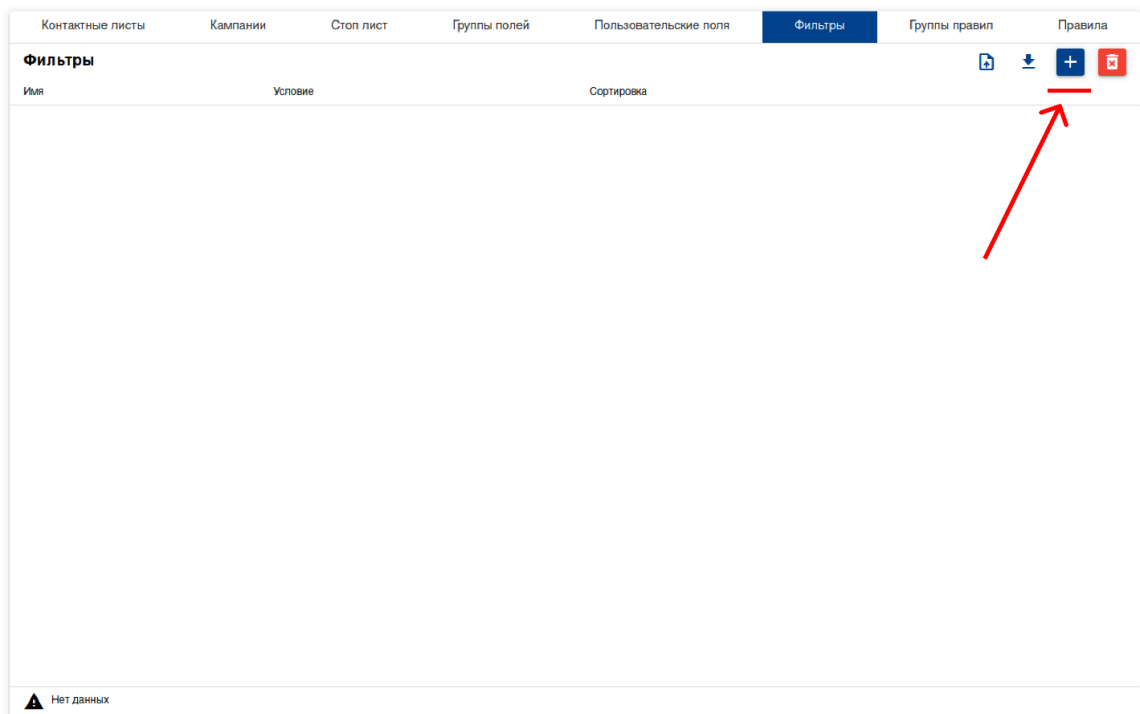 Контактные листы Кампании Стоп лист Группы полей Пользовательские поля Фильтры Группы правил Правила
Фильтры
Имя Условие Сортировка
Нет данных